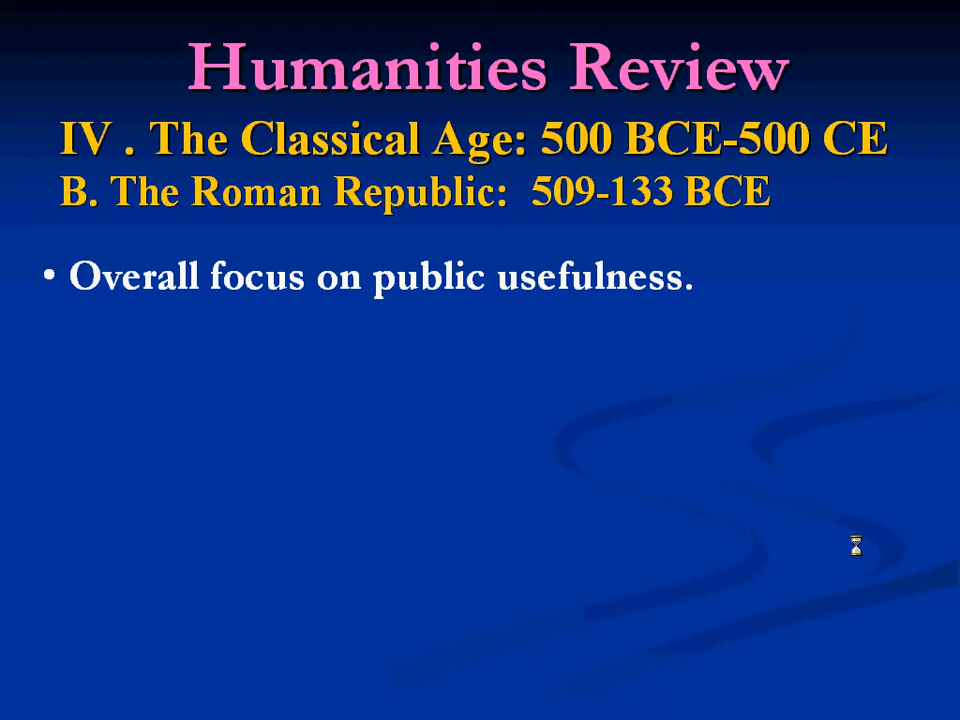 Humanities Review
IV . The Classical Age: 500 BCE-500 CE
B. The Roman Republic: 509-133 BCE
• Overall focus on public usefulness.